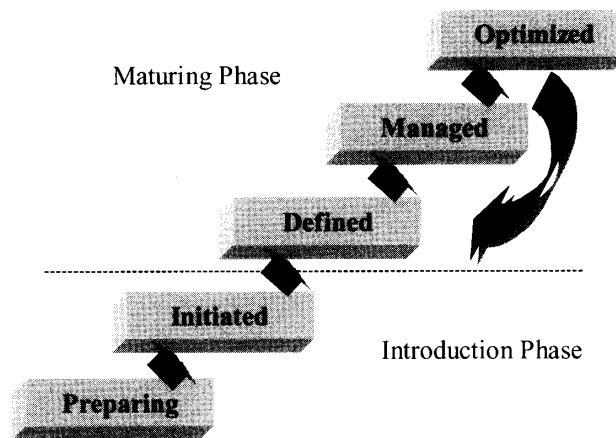 Optimized
Maturing Phase
Managed
Defined
Initiated
Introduction Phase
Preparing